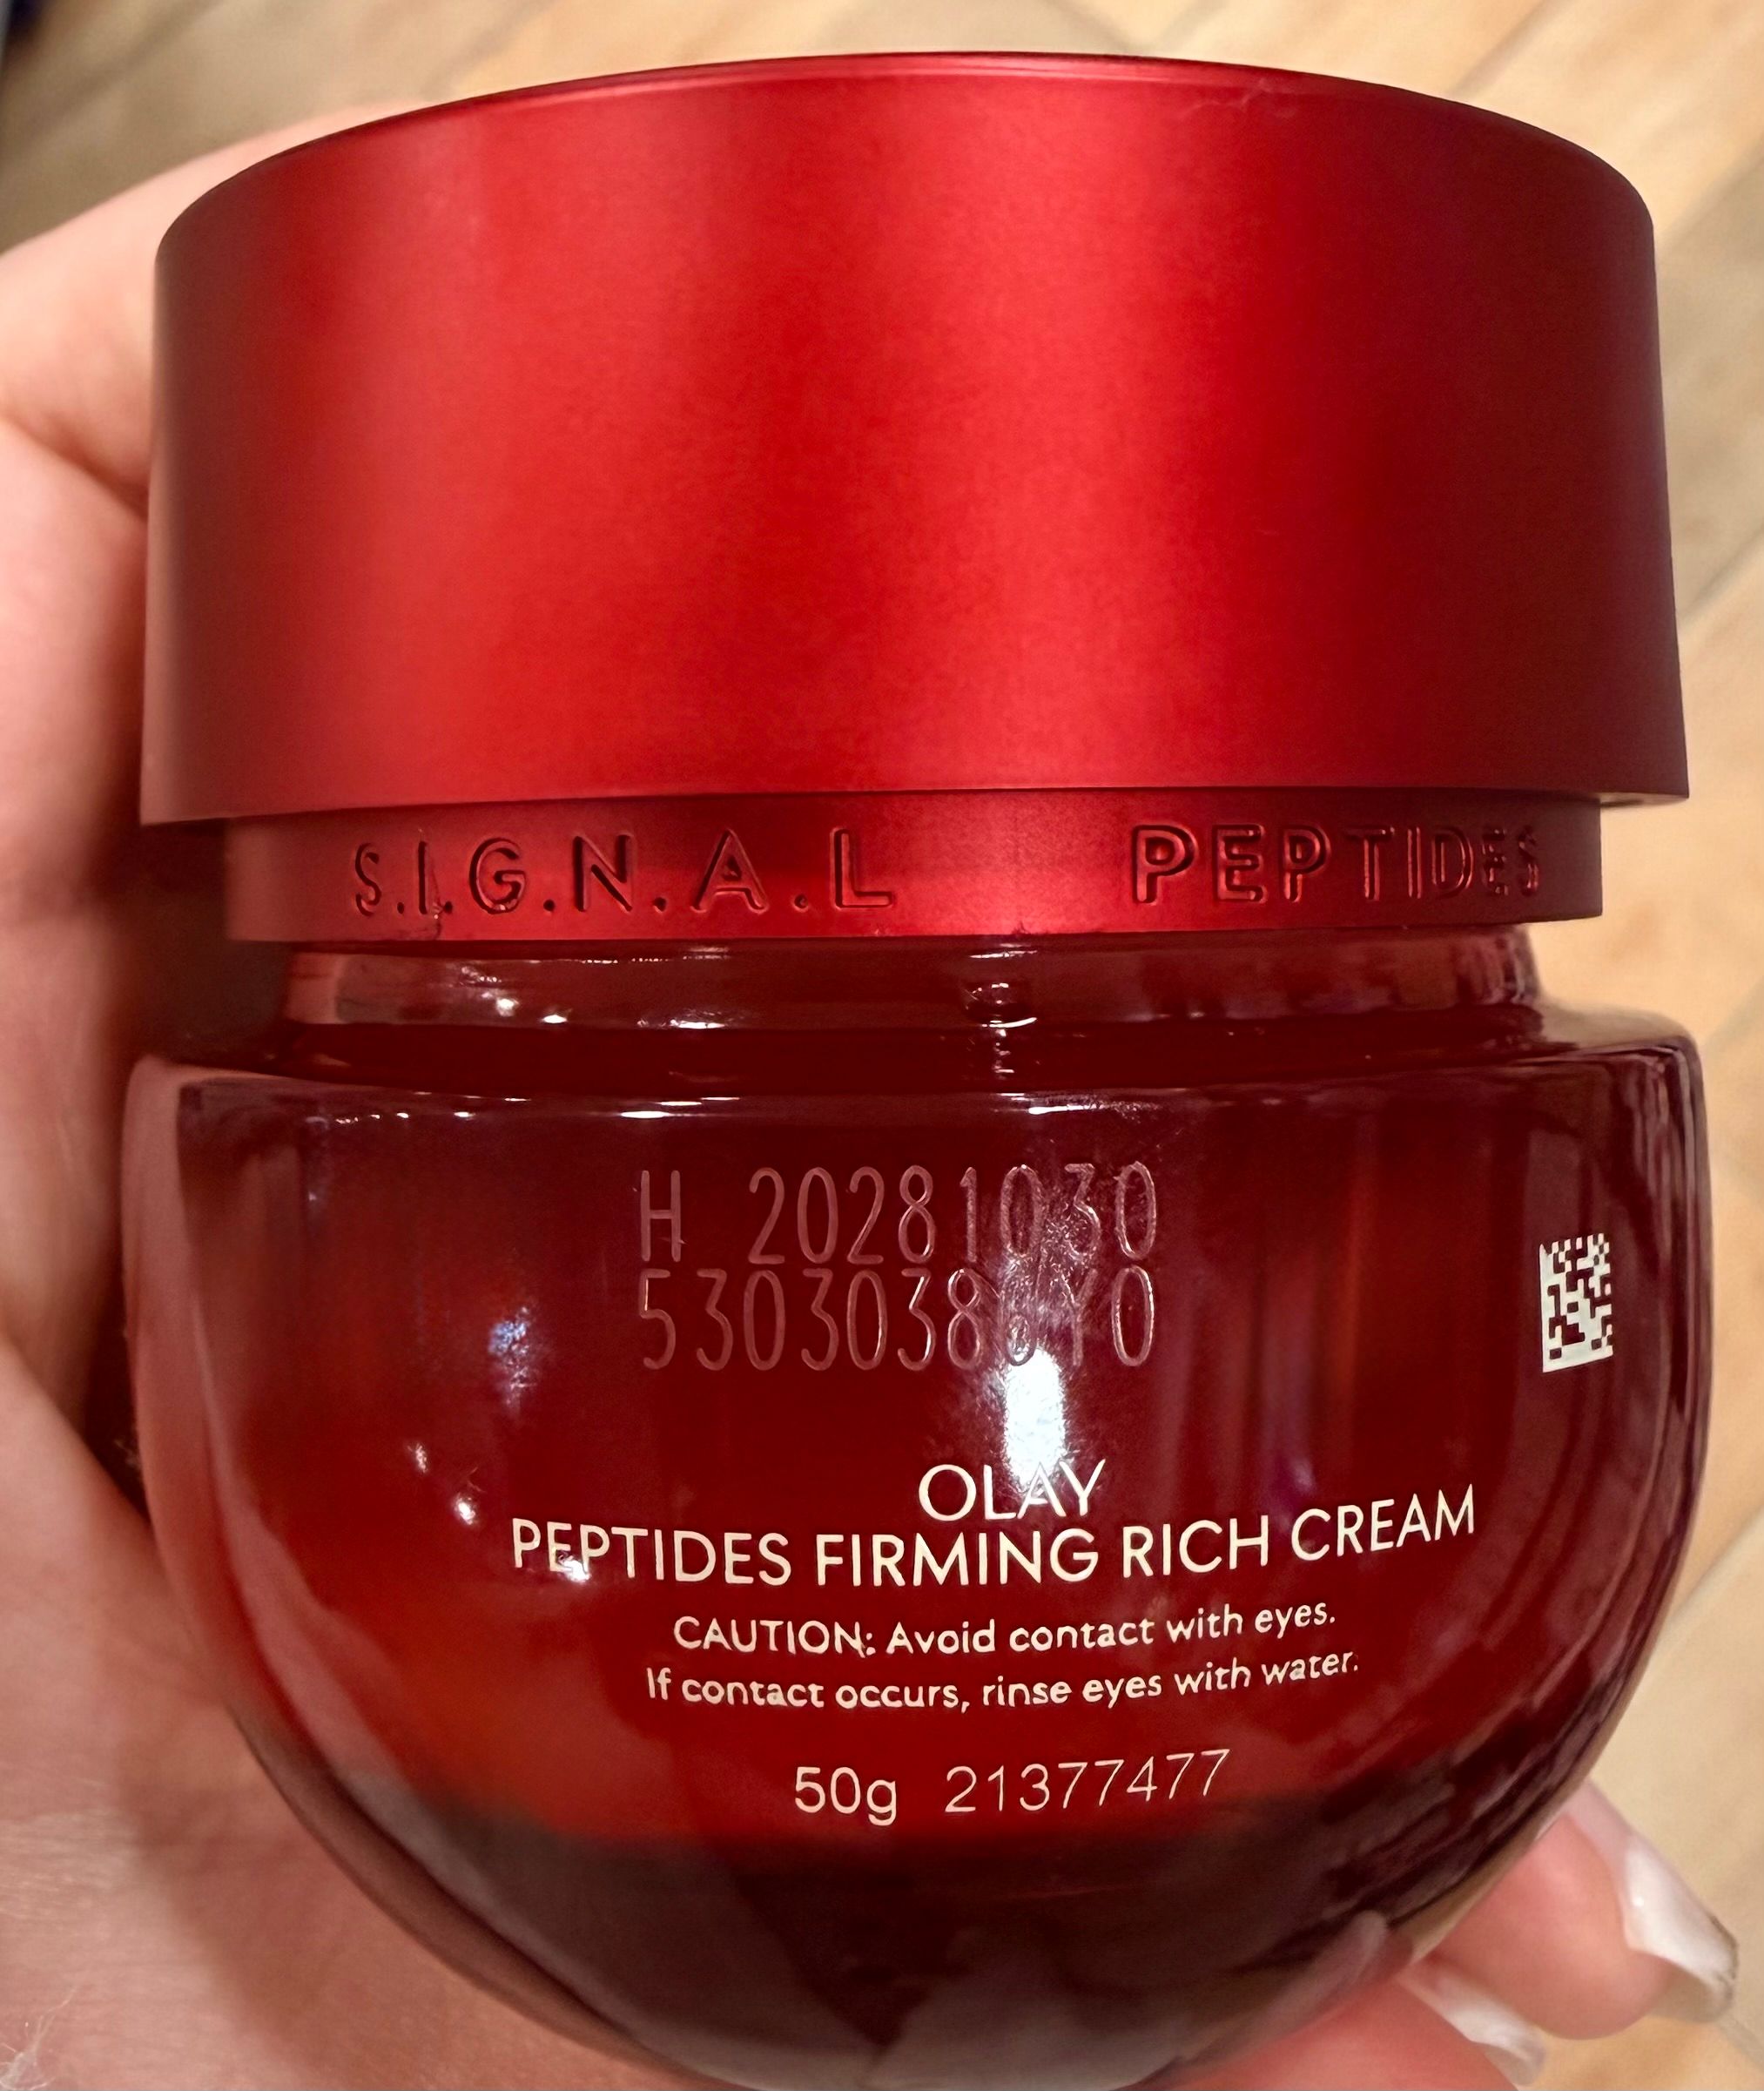 S.I.G.N.A.L PEPTIDES
H 20281030
53030380Y0
OLAY
PEPTIDES FIRMING RICH CREAM
CAUTION: Avoid contact with eyes.
If contact occurs, rinse eyes with water.
50g 21377477